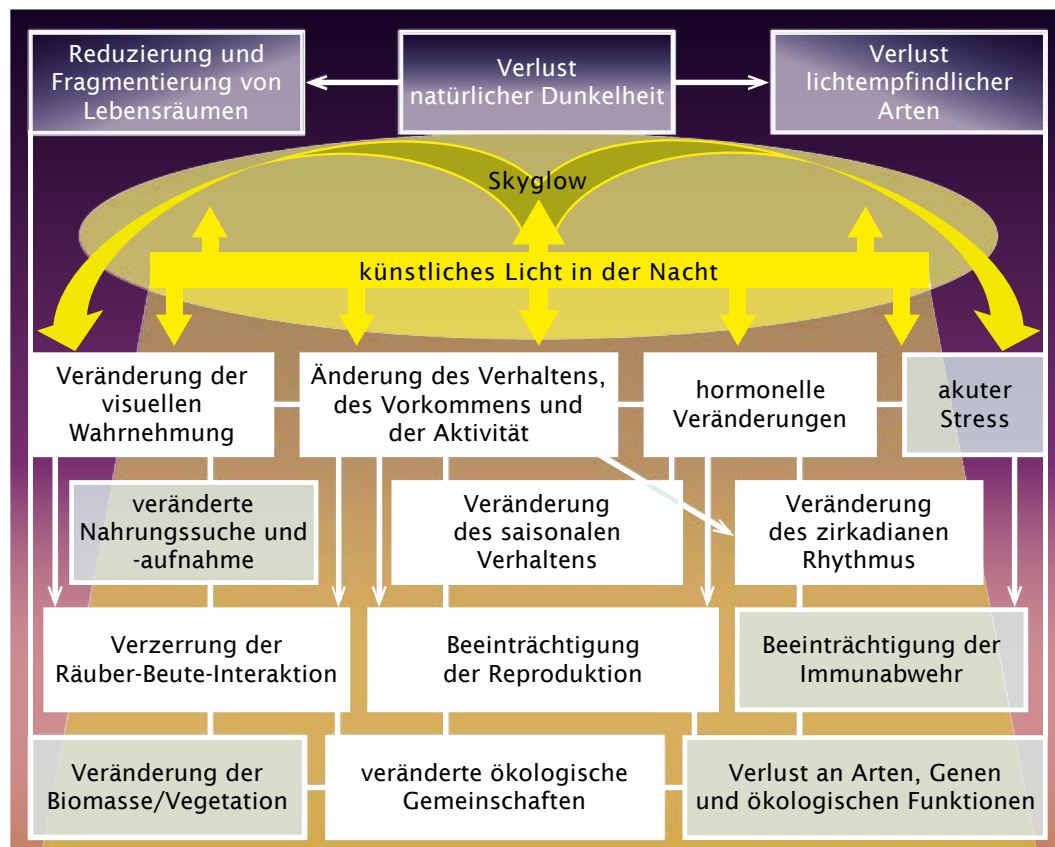 Reduzierung und
Fragmentierung von
Lebensräumen
Verlust
natürlicher Dunkelheit
Verlust
lichtempfindlicher
Arten
Skyglow
künstliches Licht in der Nacht
Veränderung der
visuellen
Wahrnehmung
Änderung des Verhaltens,
des Vorkommens und
der Aktivität
hormonelle
Veränderungen
akuter
Stress
veränderte
Nahrungssuche und
-aufnahme
Veränderung
des saisonalen
Verhaltens
Veränderung
des zirkadianen
Rhythmus
Verzerrung der
Räuber-Beute-Interaktion
Beeinträchtigung
der Reproduktion
Beeinträchtigung der
Immunabwehr
Veränderung der
Biomasse/Vegetation
veränderte ökologische
Gemeinschaften
Verlust an Arten, Genen
und ökologischen Funktionen